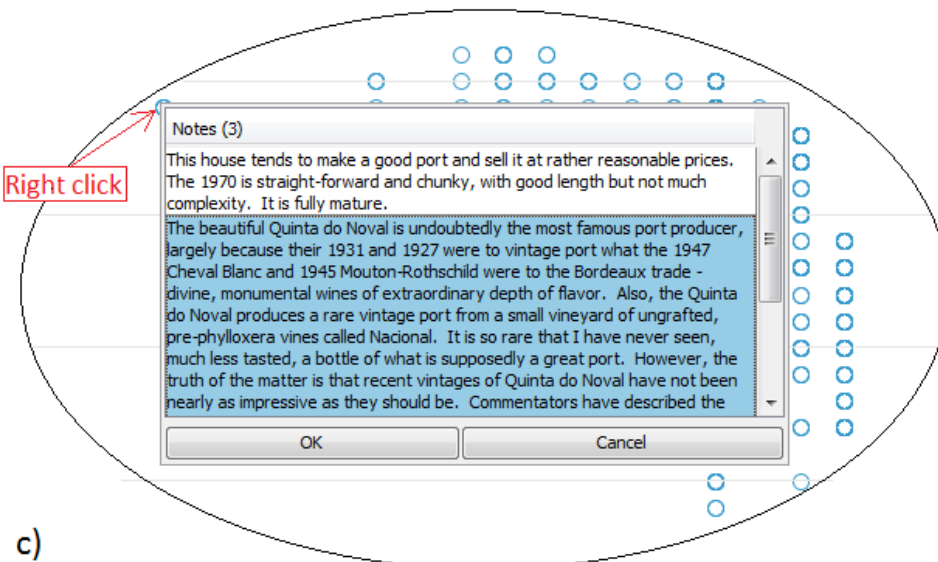 Notes (3)
This house tends to make a good port and sell it at rather reasonable prices.
The 1970 is straight-forward and chunky, with good length but not much
complexity.  It is fully mature.
Right click
The beautiful Quinta do Noval is undoubtedly the most famous port producer,
largely because their 1931 and 1927 were to vintage port what the 1947
Cheval Blanc and 1945 Mouton-Rothschild were to the Bordeaux trade -
divine, monumental wines of extraordinary depth of flavor.  Also, the Quinta
do Noval produces a rare vintage port from a small vineyard of ungrafted,
pre-phylloxera vines called Nacional.  It is so rare that I have never seen,
much less tasted, a bottle of what is supposedly a great port.  However, the
truth of the matter is that recent vintages of Quinta do Noval have not been
nearly as impressive as they should be.  Commentators have described the
OK
Cancel
c)